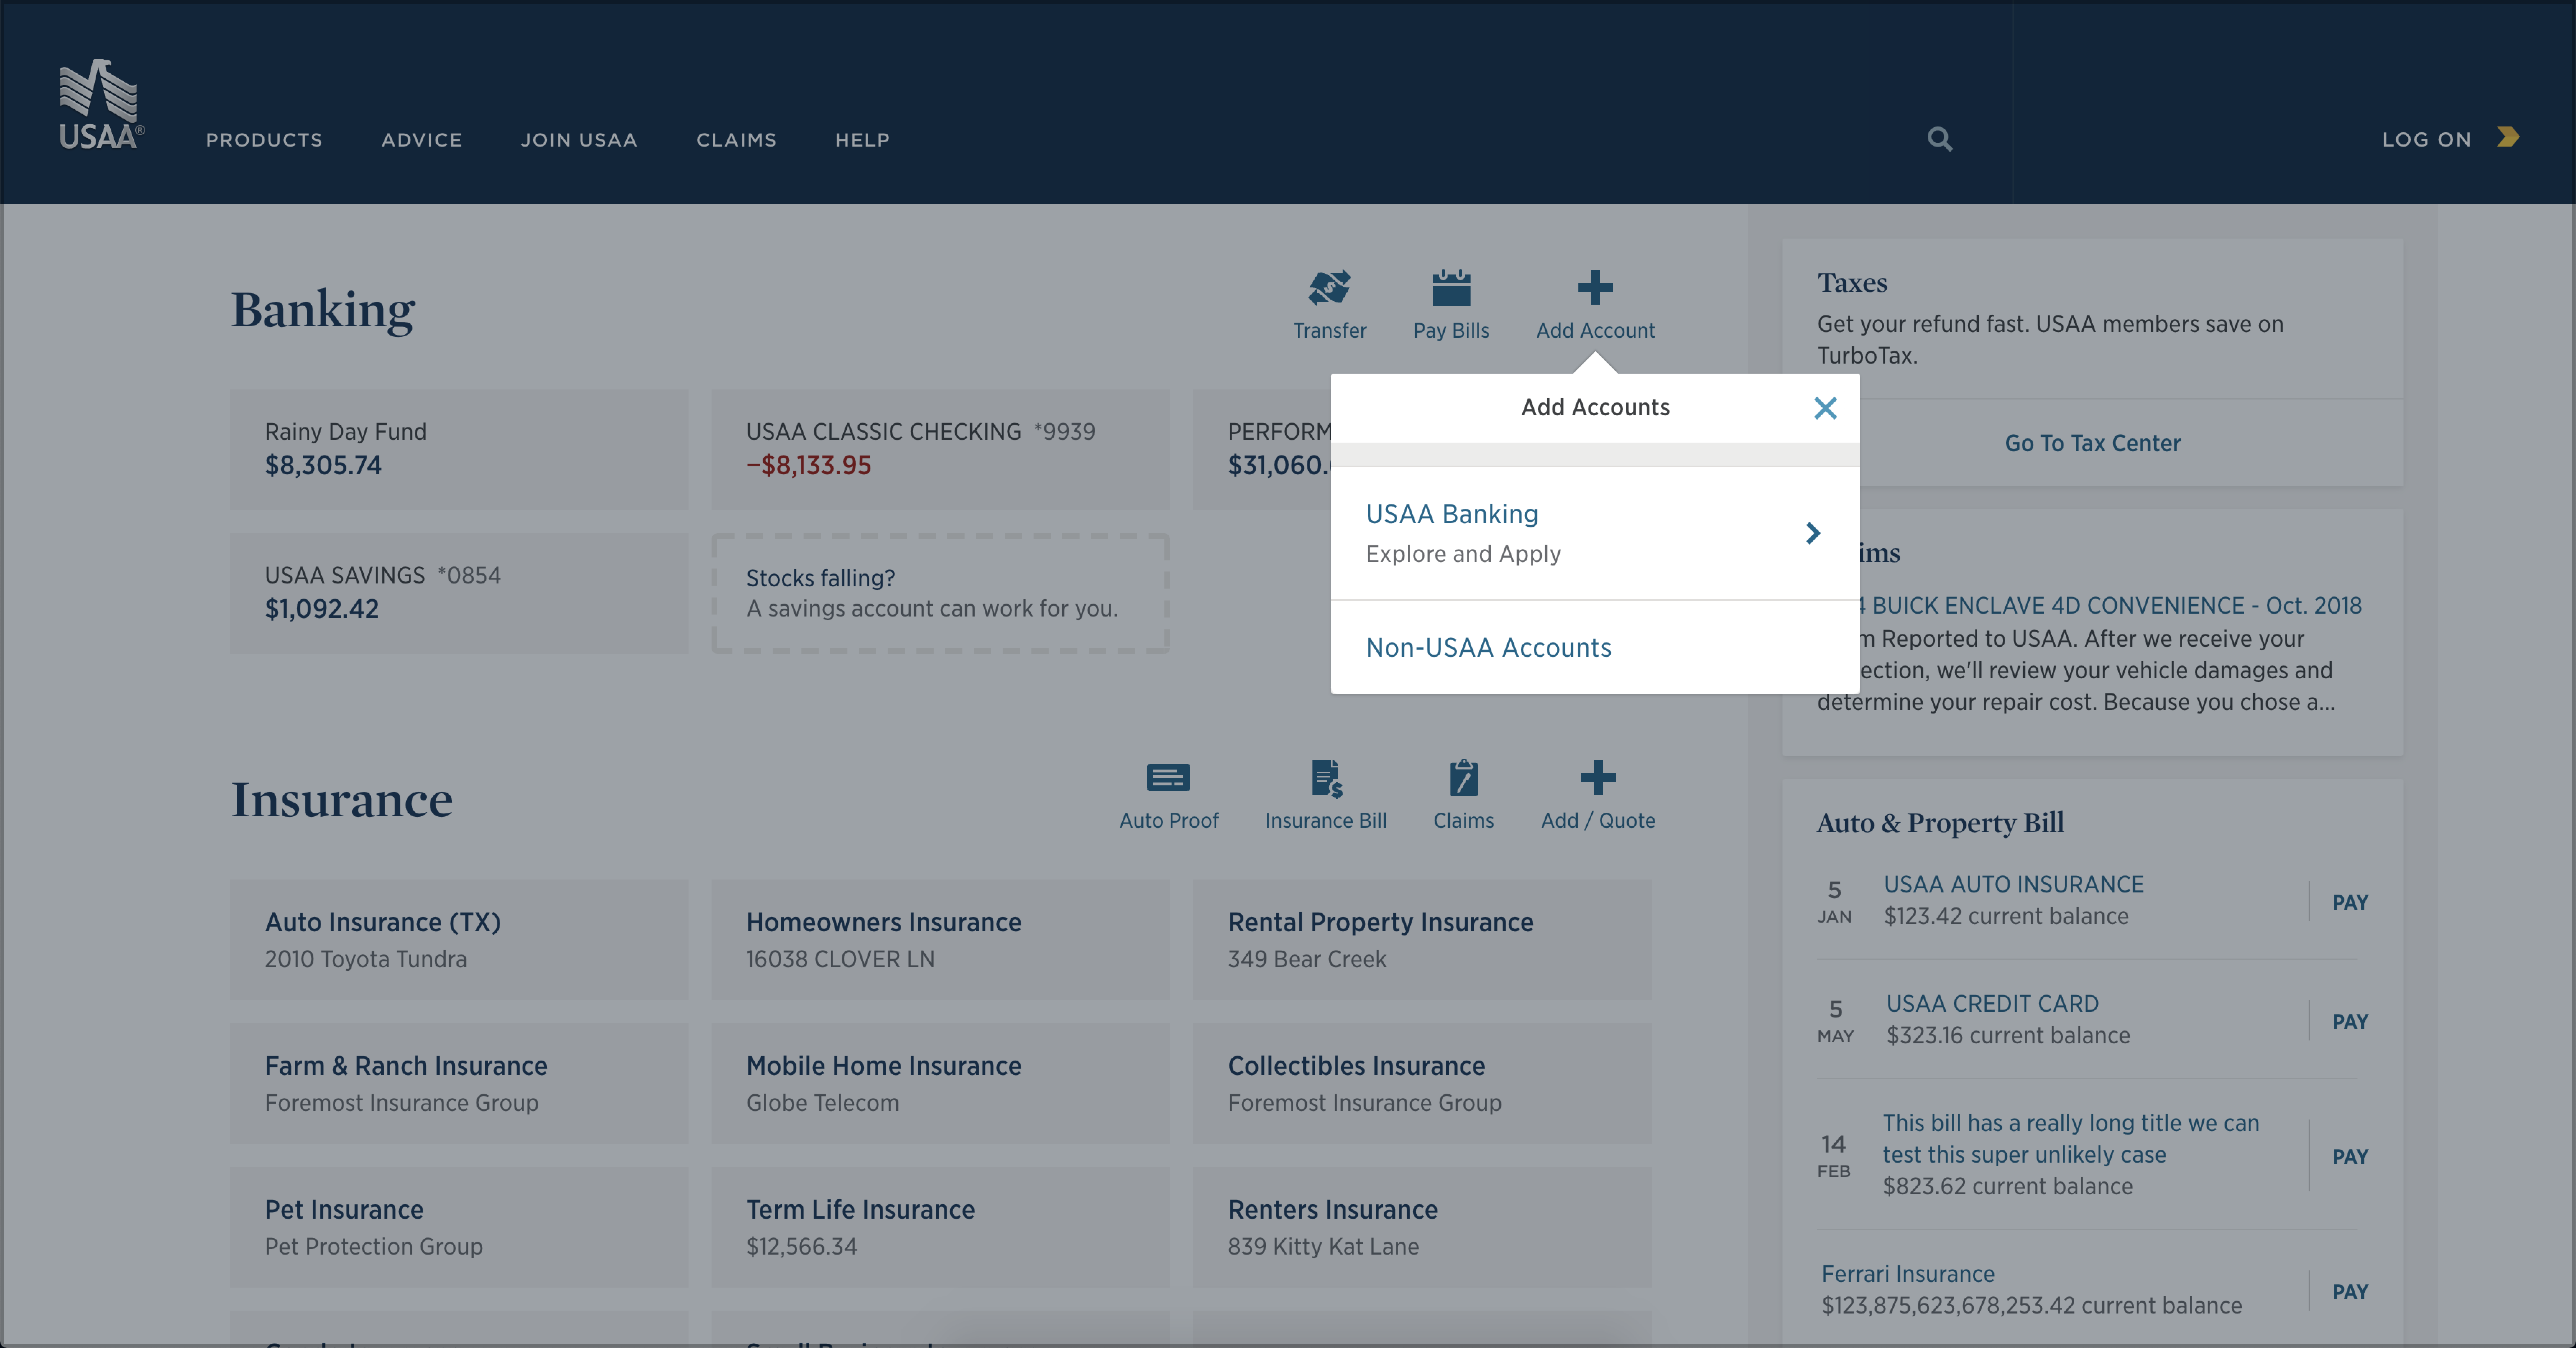 USAA®
PRODUCTS
ADVICE
JOIN USAA
CLAIMS
HELP
LOG ON
Banking
Transfer
Pay Bills
Add Account
Rainy Day Fund
$8,305.74
USAA CLASSIC CHECKING *9939
–$8,133.95
$31,060.
USAA SAVINGS *0854
$1,092.42
Stocks falling?
A savings account can work for you.
Add Accounts
USAA Banking
Explore and Apply
Non-USAA Accounts
Insurance
Auto Proof
Insurance Bill
Claims
Add / Quote
Auto Insurance (TX)
2010 Toyota Tundra
Homeowners Insurance
16038 CLOVER LN
Rental Property Insurance
349 Bear Creek
Farm & Ranch Insurance
Foremost Insurance Group
Mobile Home Insurance
Globe Telecom
Collectibles Insurance
Foremost Insurance Group
Pet Insurance
Pet Protection Group
Term Life Insurance
$12,566.34
Renters Insurance
839 Kitty Kat Lane
Taxes
Get your refund fast. USAA members save on
TurboTax.
Go To Tax Center
BUICK ENCLAVE 4D CONVENIENCE - Oct. 2018
Reported to USAA. After we receive your
we'll review your vehicle damages and
determine your repair cost. Because you chose a...
Auto & Property Bill
5
JAN
USAA AUTO INSURANCE
$123.42 current balance
PAY
5
MAY
USAA CREDIT CARD
$323.16 current balance
PAY
14
FEB
This bill has a really long title we can
test this super unlikely case
$823.62 current balance
PAY
Ferrari Insurance
$123,875,623,678,253.42 current balance
PAY